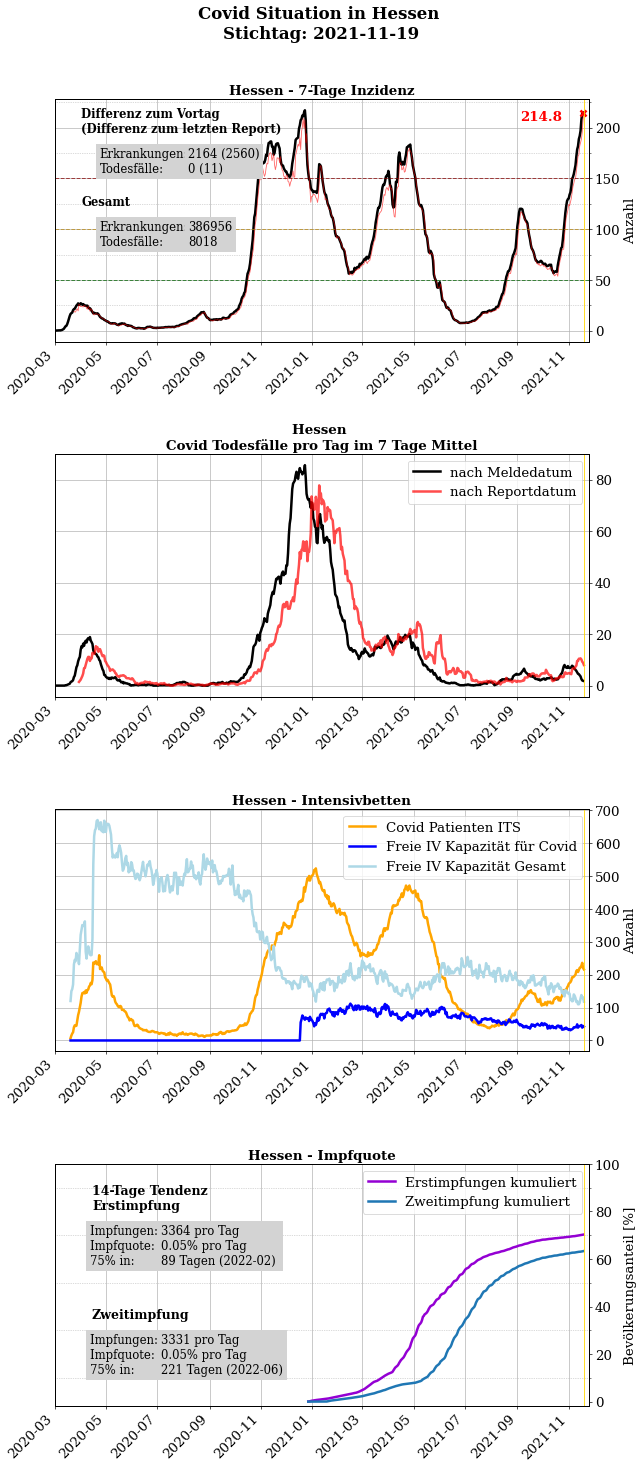 Covid Situation in Hessen
Stichtag: 2021-11-19
Hessen - 7-Tage Inzidenz
Differenz zum Vortag
(Differenz zum letzten Report)
Erkrankungen 2164 (2560)
Todesfälle: 0 (11)
Gesamt
Erkrankungen 386956
Todesfälle: 8018
214.8
200
150
100
50
0
Anzahl
2020-03
2020-05
2020-07
2020-09
2020-11
2021-01
2021-03
2021-05
2021-07
2021-09
2021-11
Hessen
Covid Todesfälle pro Tag im 7 Tage Mittel
nach Meldedatum
nach Reportdatum
80
60
40
20
0
2020-03
2020-05
2020-07
2020-09
2020-11
2021-01
2021-03
2021-05
2021-07
2021-09
2021-11
Hessen - Intensivbetten
Covid Patienten ITS
Freie IV Kapazität für Covid
Freie IV Kapazität Gesamt
700
600
500
400
300
200
100
0
Anzahl
2020-03
2020-05
2020-07
2020-09
2020-11
2021-01
2021-03
2021-05
2021-07
2021-09
2021-11
Hessen - Impfquote
14-Tage Tendenz
Erstimpfung
Impfungen: 3364 pro Tag
Impfquote: 0.05% pro Tag
75% in: 89 Tagen (2022-02)
Zweitimpfung
Impfungen: 3331 pro Tag
Impfquote: 0.05% pro Tag
75% in: 221 Tagen (2022-06)
Erstimpfungen kumuliert
Zweitimpfung kumuliert
100
80
60
40
20
0
Bevölkerungsanteil [%]
2020-03
2020-05
2020-07
2020-09
2020-11
2021-01
2021-03
2021-05
2021-07
2021-09
2021-11